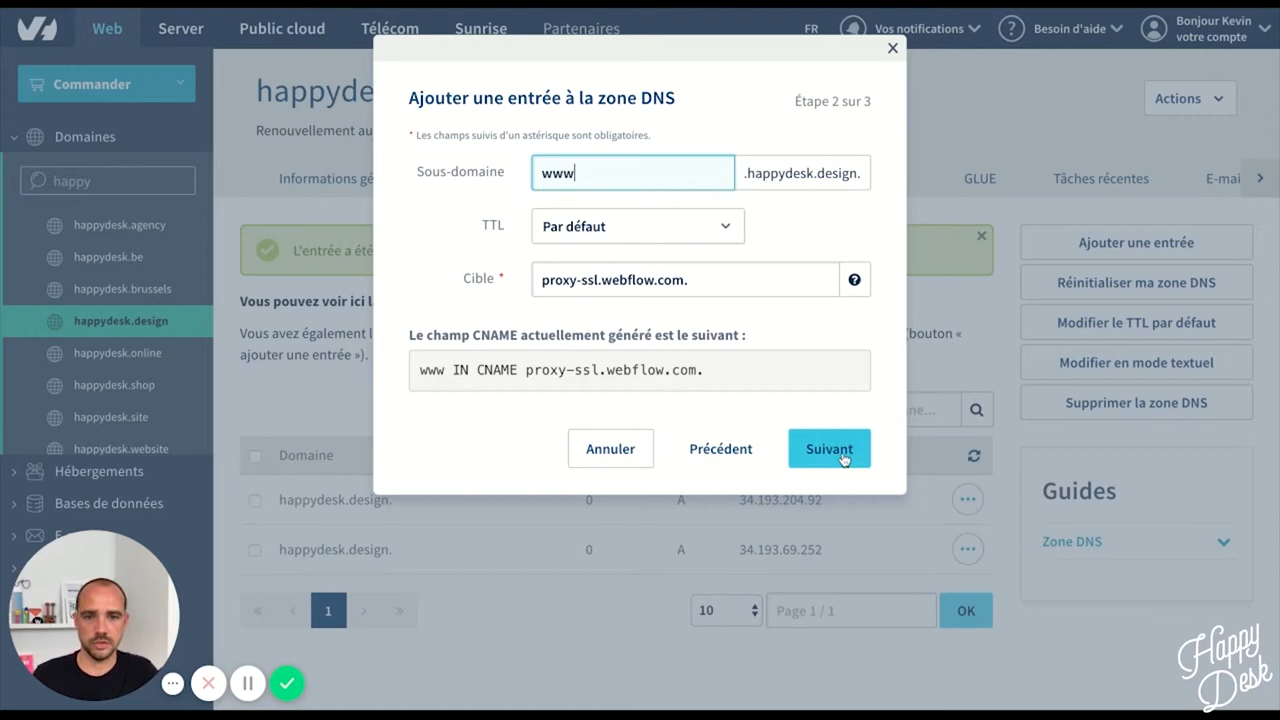 Web
Server
Public cloud
Télécom
Sunrise
Partenaires
FR
Vos notifications
Besoin d'aide
Bonjour Kevin
votre compte
Commander
Domaines
happy
happydesk.agency
happydesk.be
happydesk.brussels
happydesk.design
happydesk.online
happydesk.shop
happydesk.site
happydesk.website
Hébergements
Bases de données
happyde
Renouvellement au
Actions
Informations gé
GLUE
Tâches récentes
E-mai
L'entrée a été
Vous pouvez voir ici l
Vous avez également l
(bouton «
ajouter une entrée »).
Ajouter une entrée à la zone DNS
Étape 2 sur 3
* Les champs suivis d'un astérisque sont obligatoires.
Sous-domaine
www
.happydesk.design.
TTL
Par défaut
Cible *
proxy-ssl.webflow.com.
Le champ CNAME actuellement généré est le suivant :
www IN CNAME proxy-ssl.webflow.com.
Annuler
Précédent
Suivant
Ajouter une entrée
Réinitialiser ma zone DNS
Modifier le TTL par défaut
Modifier en mode textuel
Supprimer la zone DNS
ne...
Domaine
happydesk.design.
0
A
34.193.204.92
happydesk.design.
0
A
34.193.69.252
1
10
Page 1 / 1
OK
Guides
Zone DNS
Happy
Desk